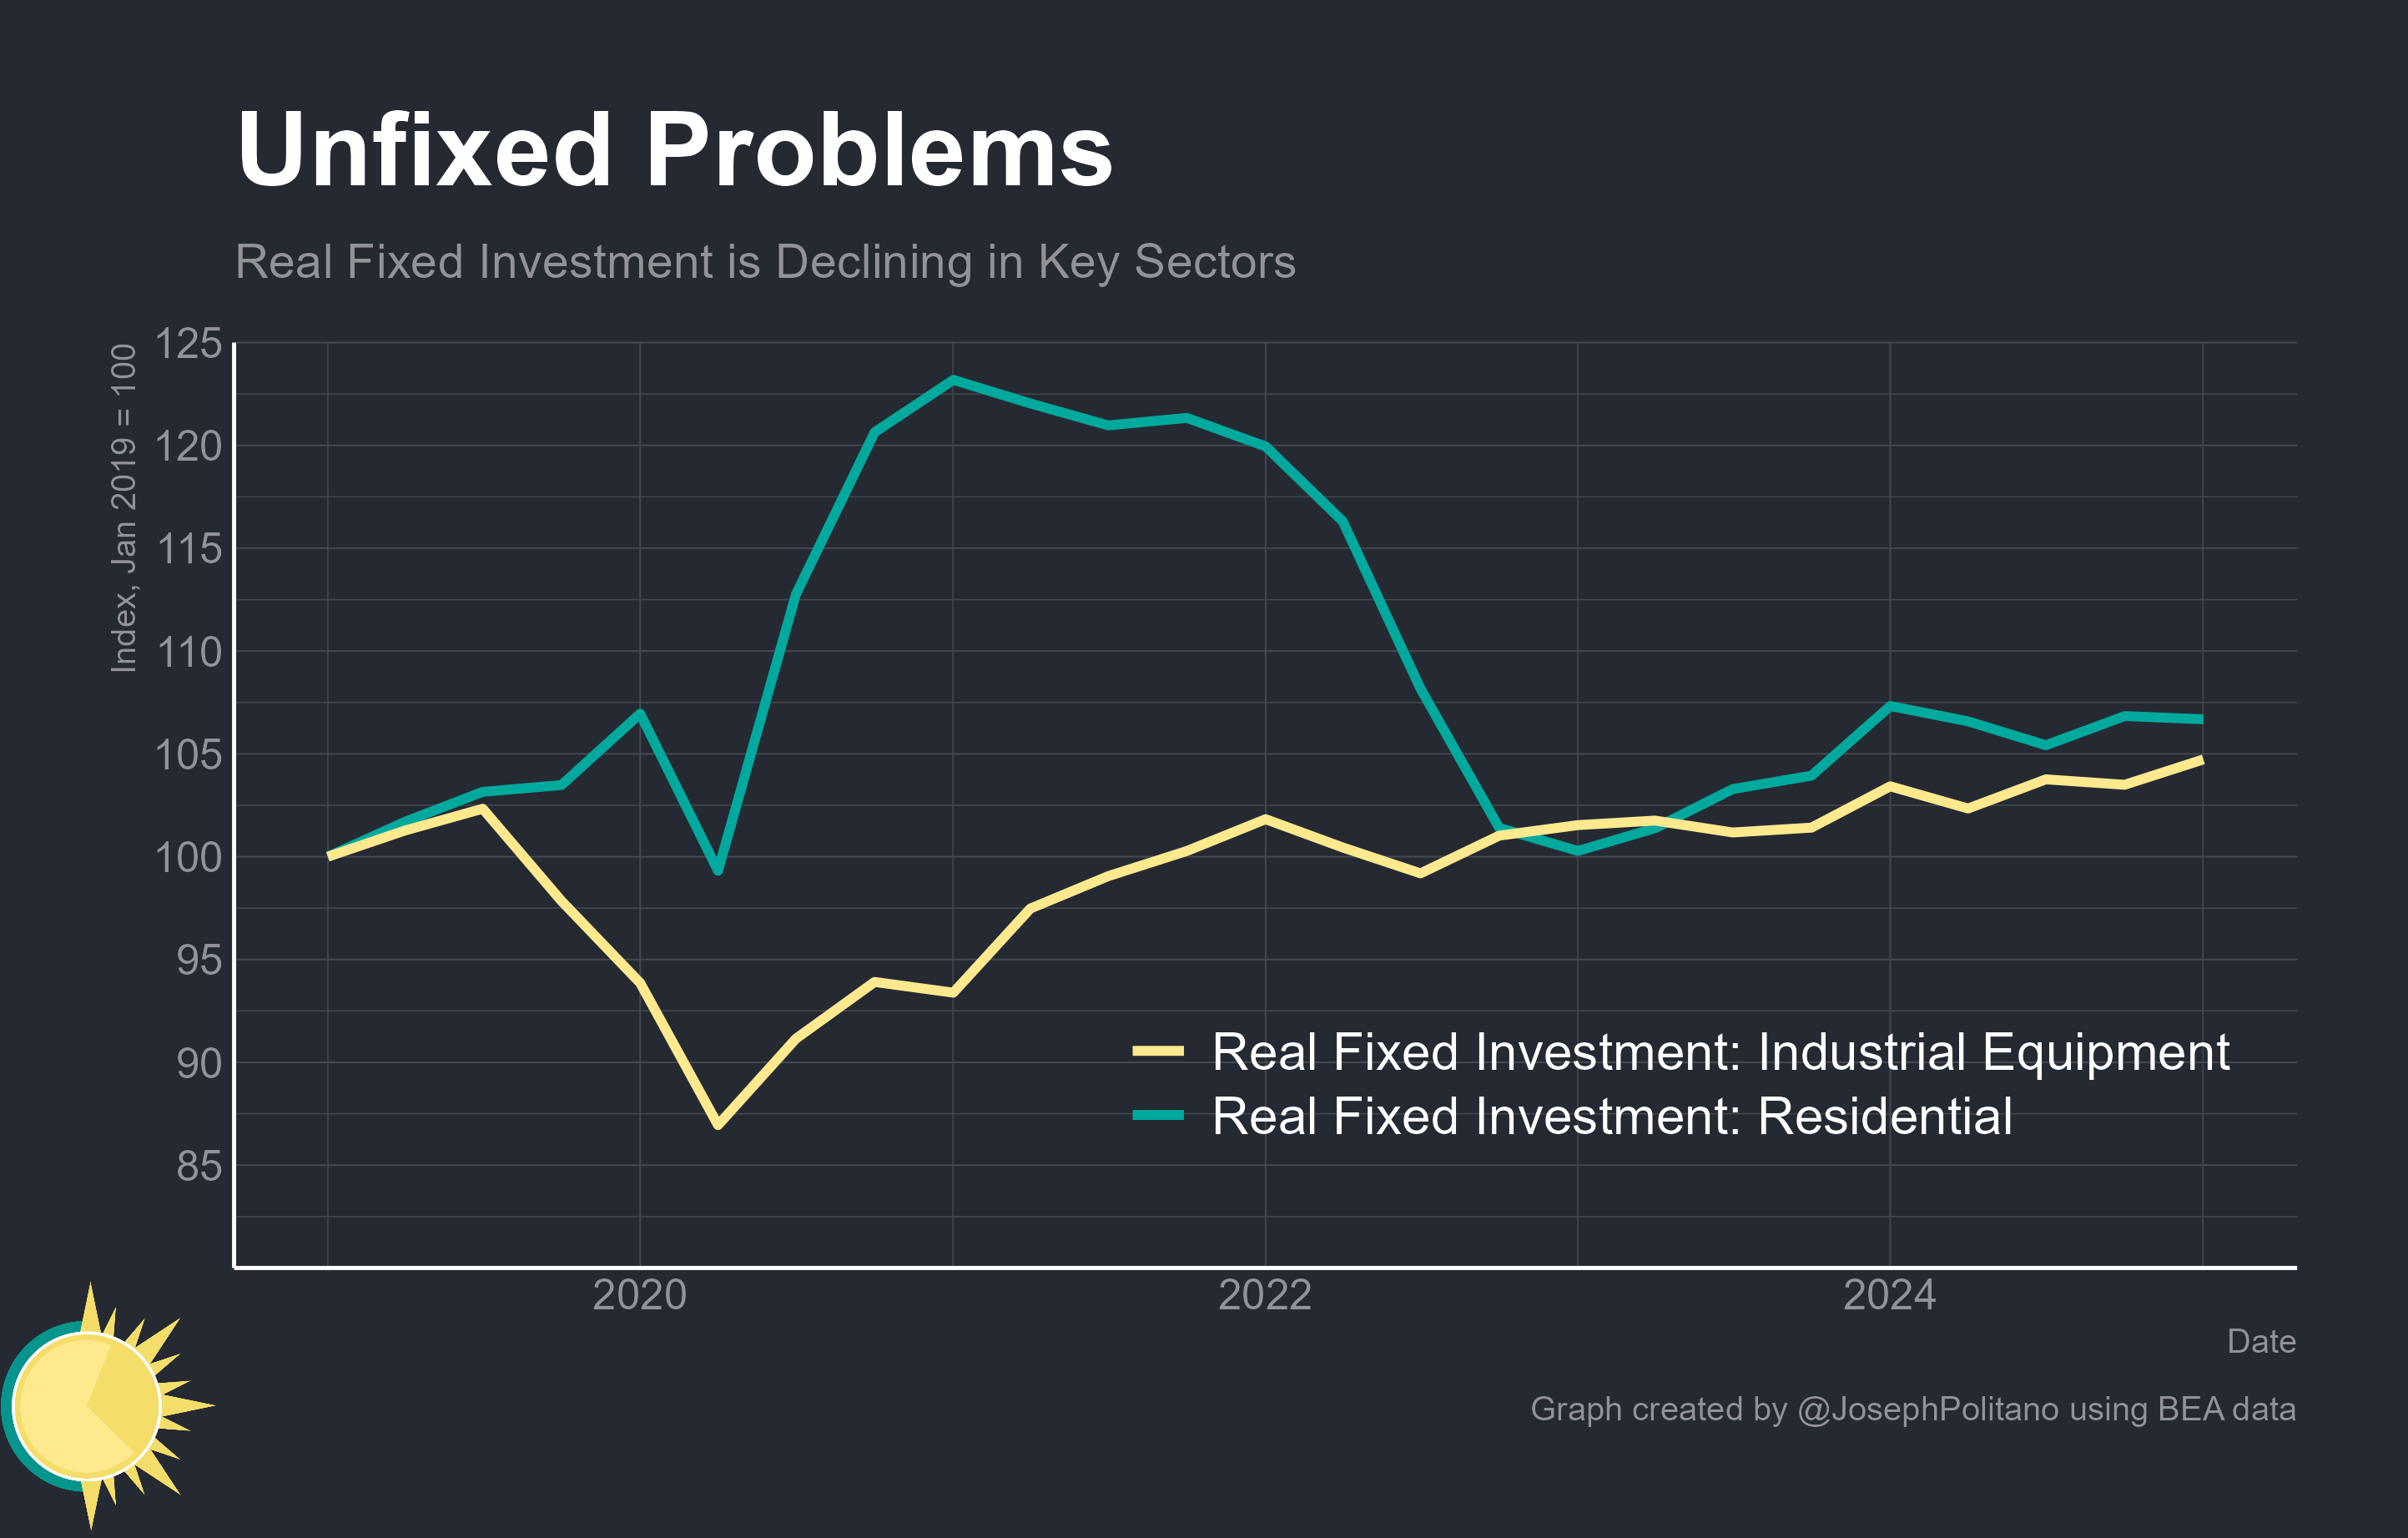 Unfixed Problems
Real Fixed Investment is Declining in Key Sectors
Index, Jan 2019 = 100
125
120
115
110
105
100
95
90
85
Real Fixed Investment: Industrial Equipment
Real Fixed Investment: Residential
2020
2022
2024
Date
Graph created by @JosephPolitano using BEA data